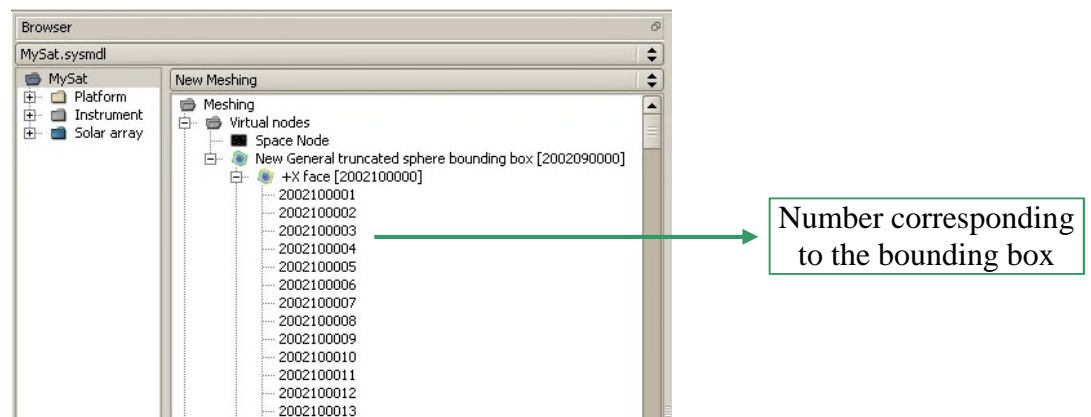 Browser
MySat.sysmdl
MySat
Platform
Instrument
Solar array
New Meshing
Meshing
Virtual nodes
Space Node
New General truncated sphere bounding box [2002090000]
+X face [2002100000]
2002100001
2002100002
2002100003
2002100004
2002100005
2002100006
2002100007
2002100008
2002100009
2002100010
2002100011
2002100012
2002100013
Number corresponding
to the bounding box